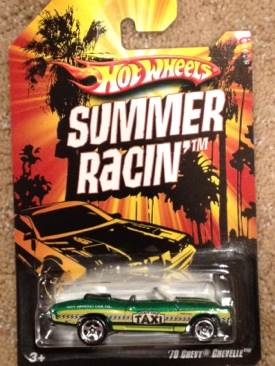 Hot Wheels
SUMMER
RACIN'™
TAXI
3+
'70 CHEVY® CHEVELLE™